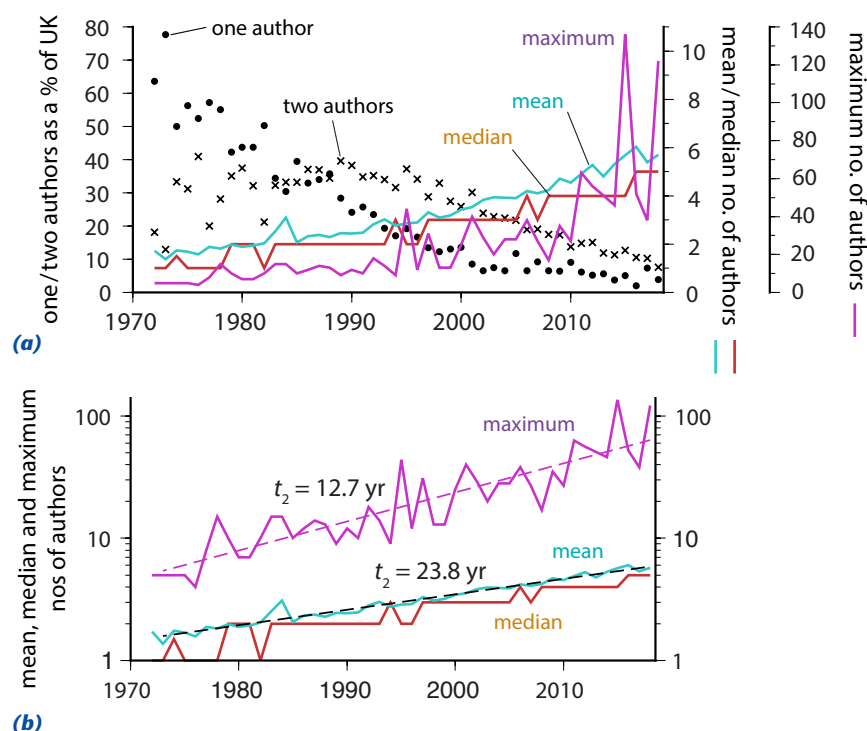 one/two authors as a % of UK
80
70
60
50
40
30
20
10
0
one author
two authors
maximum
mean
median
10
8
6
4
2
0
mean/median no. of authors
140
120
100
80
60
40
20
0
maximum no. of authors
1970
1980
1990
2000
2010
(a)
mean, median and maximum
nos of authors
100
10
1
maximum
t2 = 12.7 yr
mean
t2 = 23.8 yr
median
100
10
1
1970
1980
1990
2000
2010
(b)